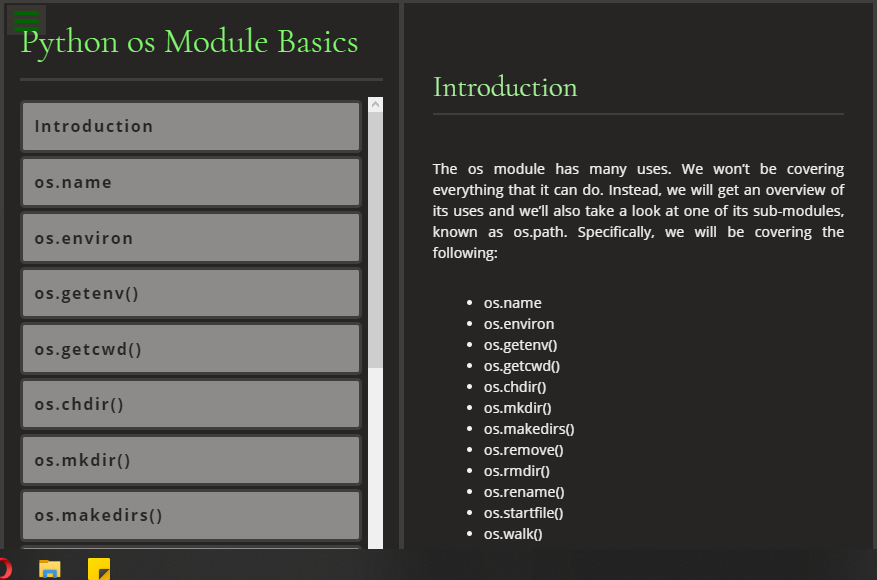 Python os Module Basics
Introduction
os.name
os.environ
os.getenv()
os.getcwd()
os.chdir()
os.mkdir()
os.makedirs()
Introduction
The os module has many uses. We won't be covering
everything that it can do. Instead, we will get an overview of
its uses and we'll also take a look at one of its sub-modules,
known as os.path. Specifically, we will be covering the
following:
• os.name
• os.environ
• os.getenv()
• os.getcwd()
• os.chdir()
• os.mkdir()
• os.makedirs()
• os.remove()
• os.rmdir()
• os.rename()
• os.startfile()
• os.walk()